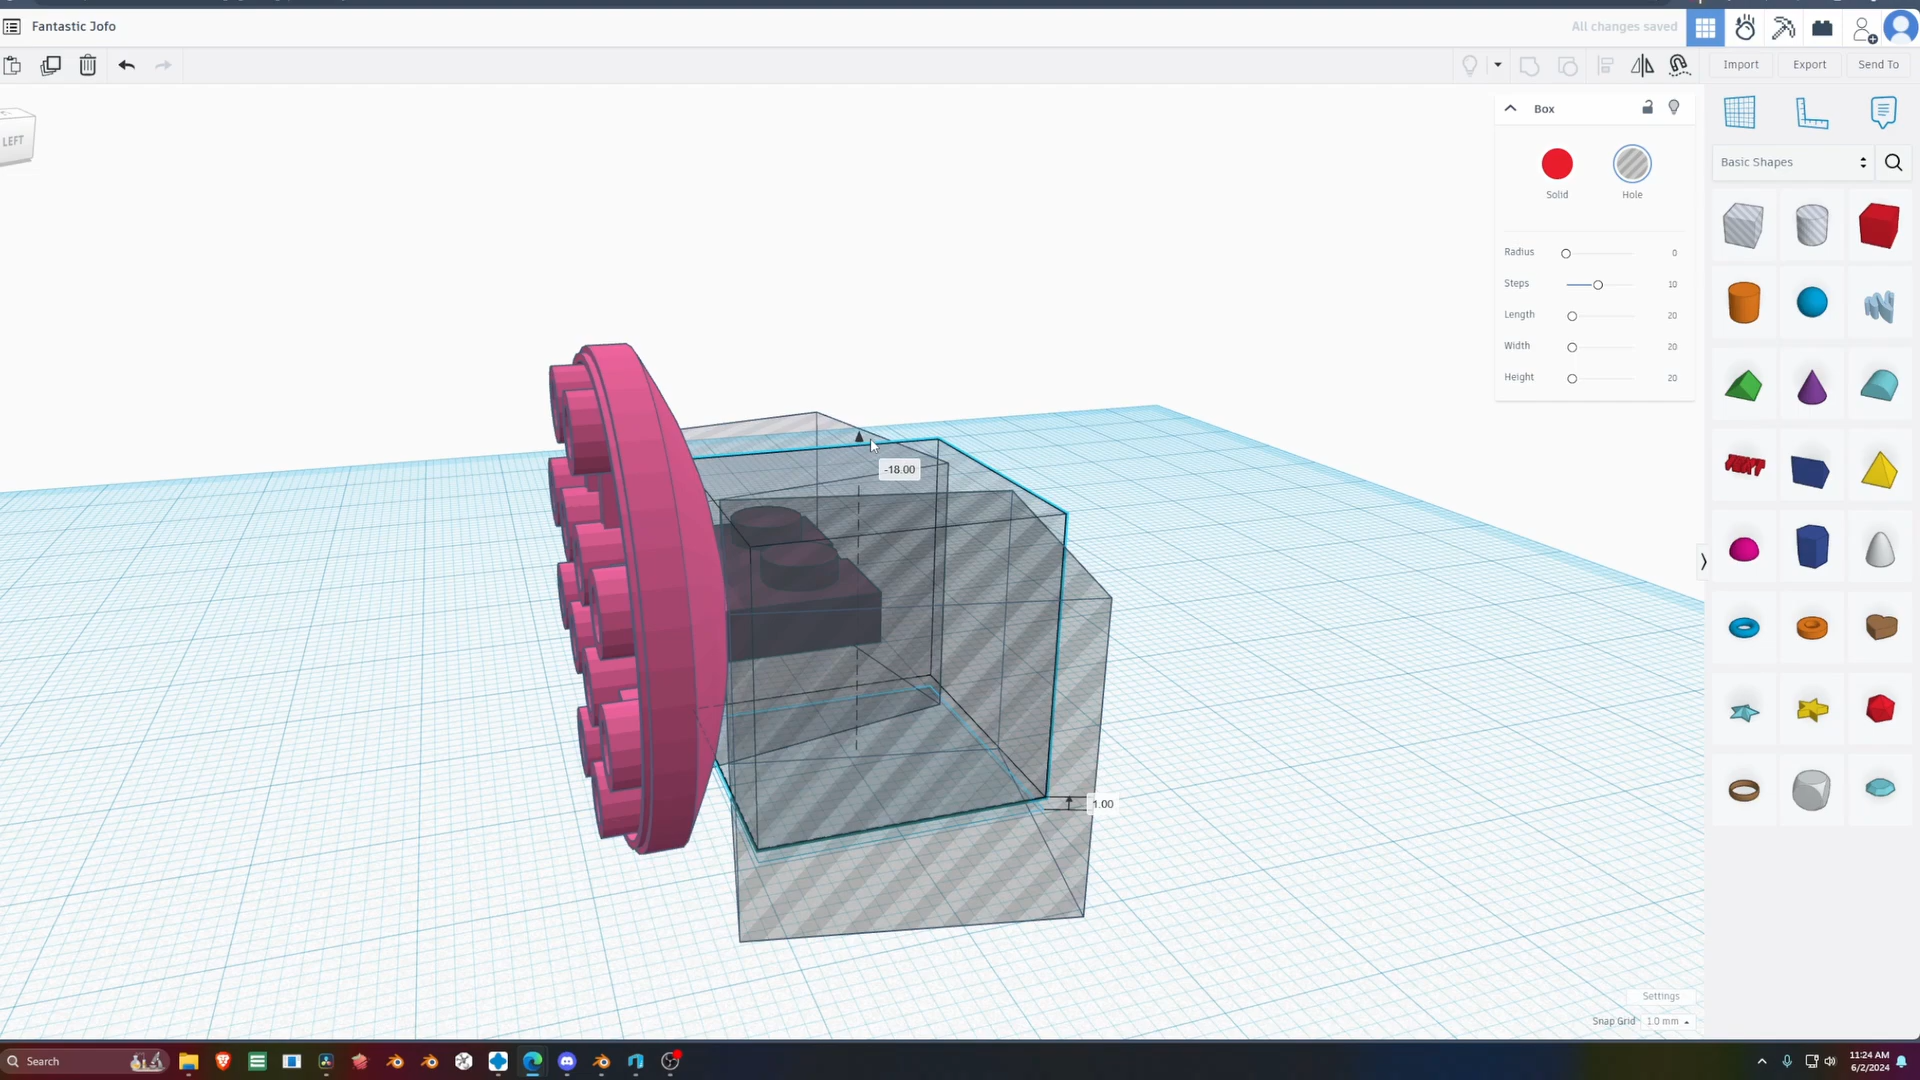 Fantastic Jofo
All changes saved
Import
Export
Send To
LEFT
Box
Solid
Hole
Radius 0
Steps 10
Length 20
Width 20
Height 20
Basic Shapes
TEXT
-18.00
1.00
Settings
Snap Grid 1.0 mm
Search
11:24 AM
6/2/2024